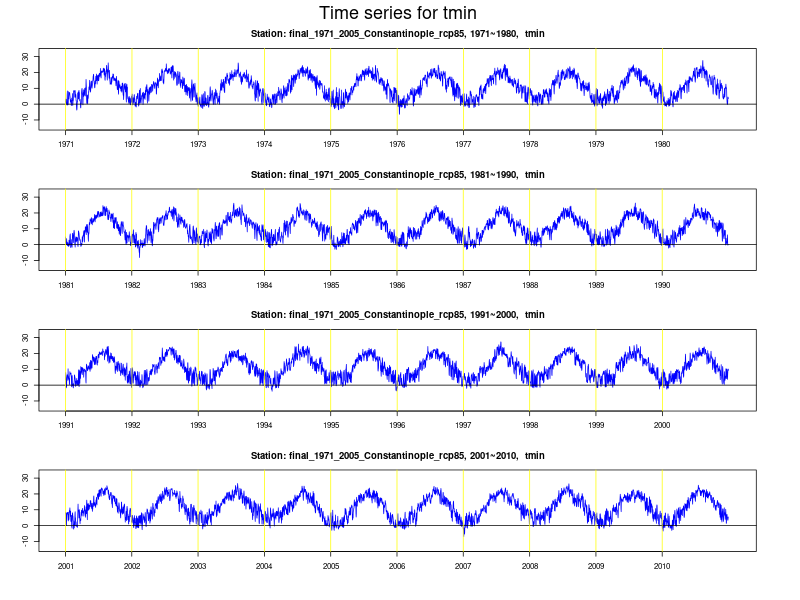 Time series for tmin
Station: final_1971_2005_Constantinople_rcp85, 1971~1980,  tmin
30
20
10
0
-10
1971 1972 1973 1974 1975 1976 1977 1978 1979 1980
Station: final_1971_2005_Constantinople_rcp85, 1981~1990,  tmin
30
20
10
0
-10
1981 1982 1983 1984 1985 1986 1987 1988 1989 1990
Station: final_1971_2005_Constantinople_rcp85, 1991~2000,  tmin
30
20
10
0
-10
1991 1992 1993 1994 1995 1996 1997 1998 1999 2000
Station: final_1971_2005_Constantinople_rcp85, 2001~2010,  tmin
30
20
10
0
-10
2001 2002 2003 2004 2005 2006 2007 2008 2009 2010